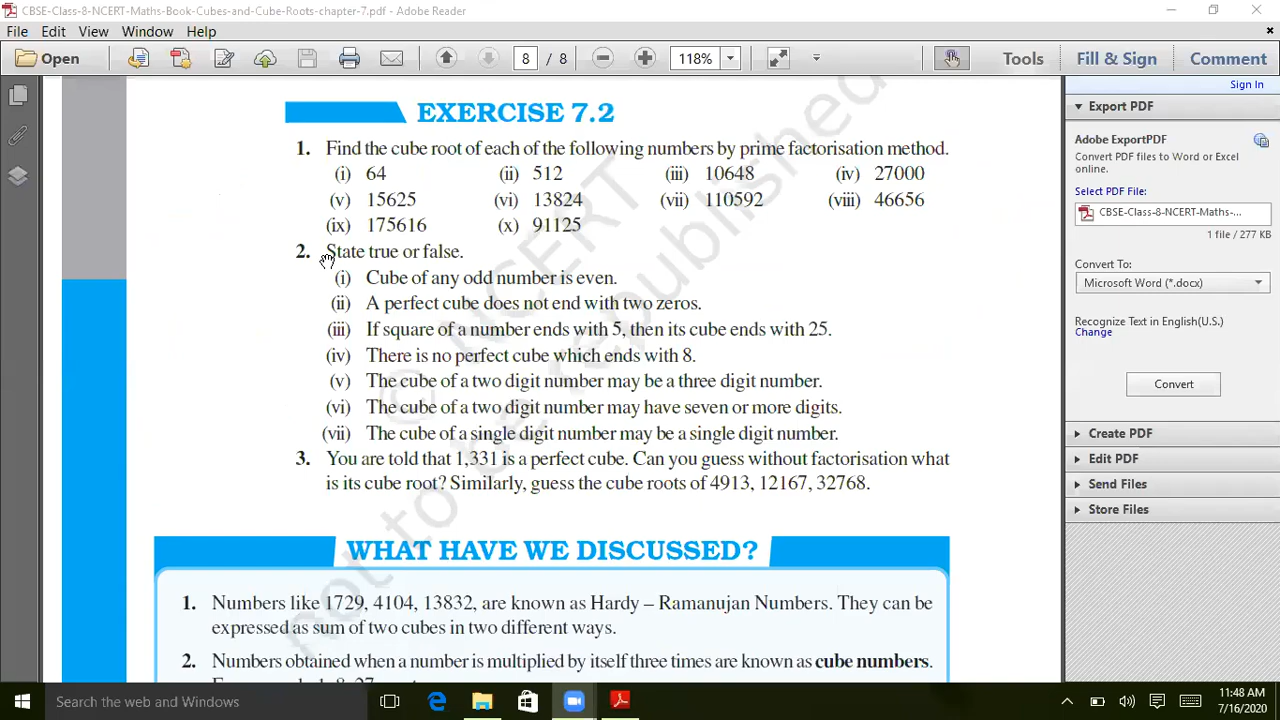 CBSE-Class-8-NCERT-Maths-Book-Cubes-and-Cube-Roots-chapter-7.pdf - Adobe Reader
File Edit View Window Help
Open 8 / 8 118% Tools Fill & Sign Comment
Sign In
EXERCISE 7.2
1. Find the cube root of each of the following numbers by prime factorisation method.
(i) 64 (ii) 512 (iii) 10648 (iv) 27000
(v) 15625 (vi) 13824 (vii) 110592 (viii) 46656
(ix) 175616 (x) 91125
2. State true or false.
(i) Cube of any odd number is even.
(ii) A perfect cube does not end with two zeros.
(iii) If square of a number ends with 5, then its cube ends with 25.
(iv) There is no perfect cube which ends with 8.
(v) The cube of a two digit number may be a three digit number.
(vi) The cube of a two digit number may have seven or more digits.
(vii) The cube of a single digit number may be a single digit number.
3. You are told that 1,331 is a perfect cube. Can you guess without factorisation what
is its cube root? Similarly, guess the cube roots of 4913, 12167, 32768.
WHAT HAVE WE DISCUSSED?
1. Numbers like 1729, 4104, 13832, are known as Hardy – Ramanujan Numbers. They can be
expressed as sum of two cubes in two different ways.
2. Numbers obtained when a number is multiplied by itself three times are known as cube numbers.
© NCERT
not to be republished
Export PDF
Adobe ExportPDF
Convert PDF files to Word or Excel
online.
Select PDF File:
CBSE-Class-8-NCERT-Maths-...
1 file / 277 KB
Convert To:
Microsoft Word (*.docx)
Recognize Text in English(U.S.)
Change
Convert
Create PDF
Edit PDF
Send Files
Store Files
Search the web and Windows
11:48 AM
7/16/2020